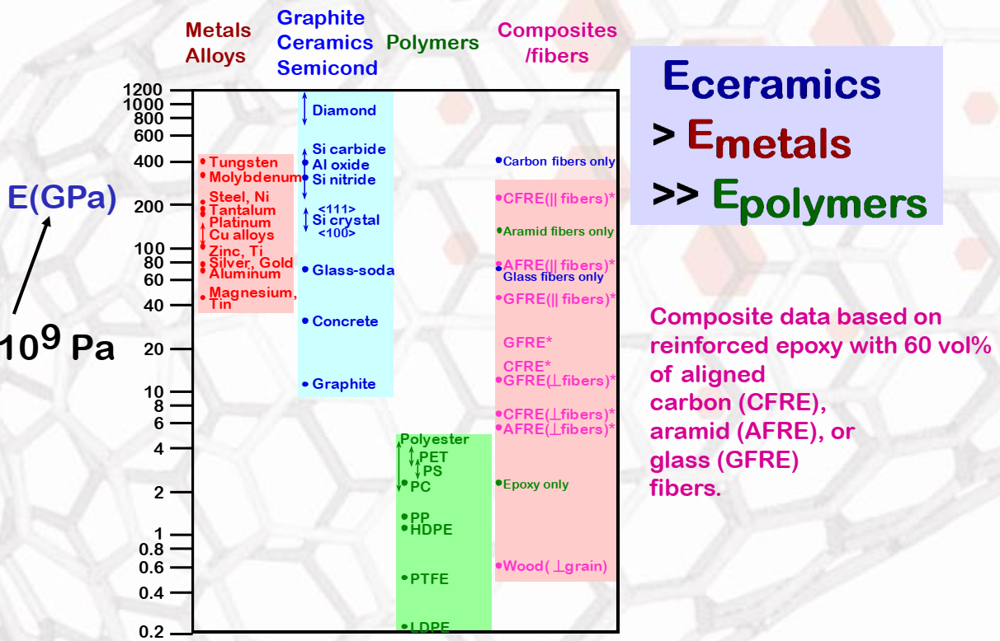 Metals
Alloys
Graphite
Ceramics
Semicond
Polymers
Composites
/fibers
E(GPa)
10⁹ Pa
1200
1000
800
600
400
200
100
80
60
40
20
10
8
6
4
2
1
0.8
0.6
0.4
0.2
Tungsten
Molybdenum
Steel, Ni
Tantalum
Platinum
Cu alloys
Zinc, Ti
Silver, Gold
Aluminum
Magnesium,
Tin
Diamond
Si carbide
Al oxide
Si nitride
<111>
Si crystal
<100>
Glass-soda
Concrete
Graphite
Polyester
PET
PS
PC
PP
HDPE
PTFE
LDPE
Carbon fibers only
CFRE(|| fibers)*
Aramid fibers only
AFRE(|| fibers)*
Glass fibers only
GFRE(|| fibers)*
GFRE*
CFRE*
GFRE(⊥fibers)*
CFRE(⊥fibers)*
AFRE(⊥fibers)*
Epoxy only
Wood( ⊥grain)
Eceramics
> Emetals
>> Epolymers
Composite data based on
reinforced epoxy with 60 vol%
of aligned
carbon (CFRE),
aramid (AFRE), or
glass (GFRE)
fibers.